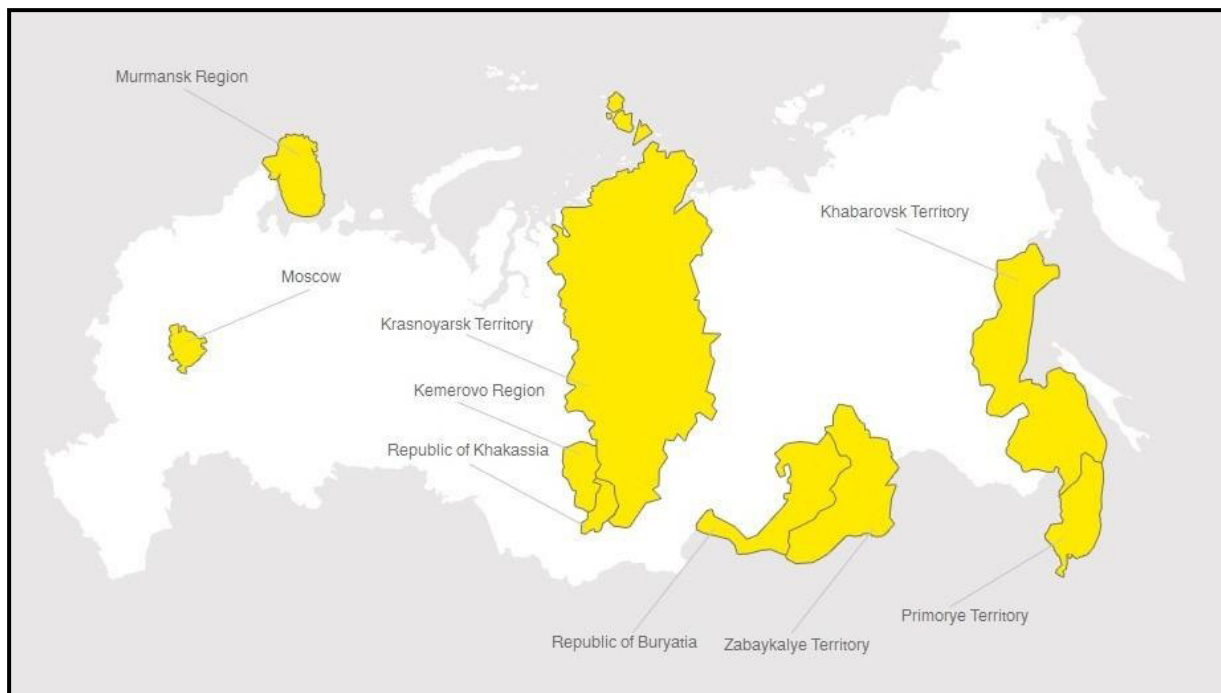 Murmansk Region
Khabarovsk Territory
Moscow
Krasnoyarsk Territory
Kemerovo Region
Republic of Khakassia
Primorye Territory
Republic of Buryatia
Zabaykalye Territory